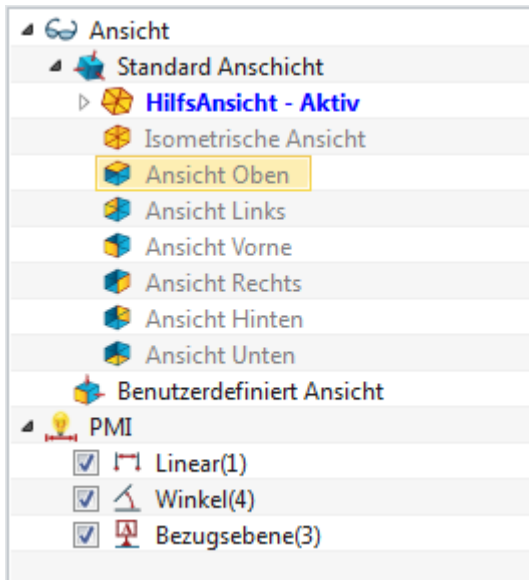 Ansicht
Standard Anschicht
HilfsAnsicht - Aktiv
Isometrische Ansicht
Ansicht Oben
Ansicht Links
Ansicht Vorne
Ansicht Rechts
Ansicht Hinten
Ansicht Unten
Benutzerdefiniert Ansicht
PMI
Linear(1)
Winkel(4)
Bezugsebene(3)